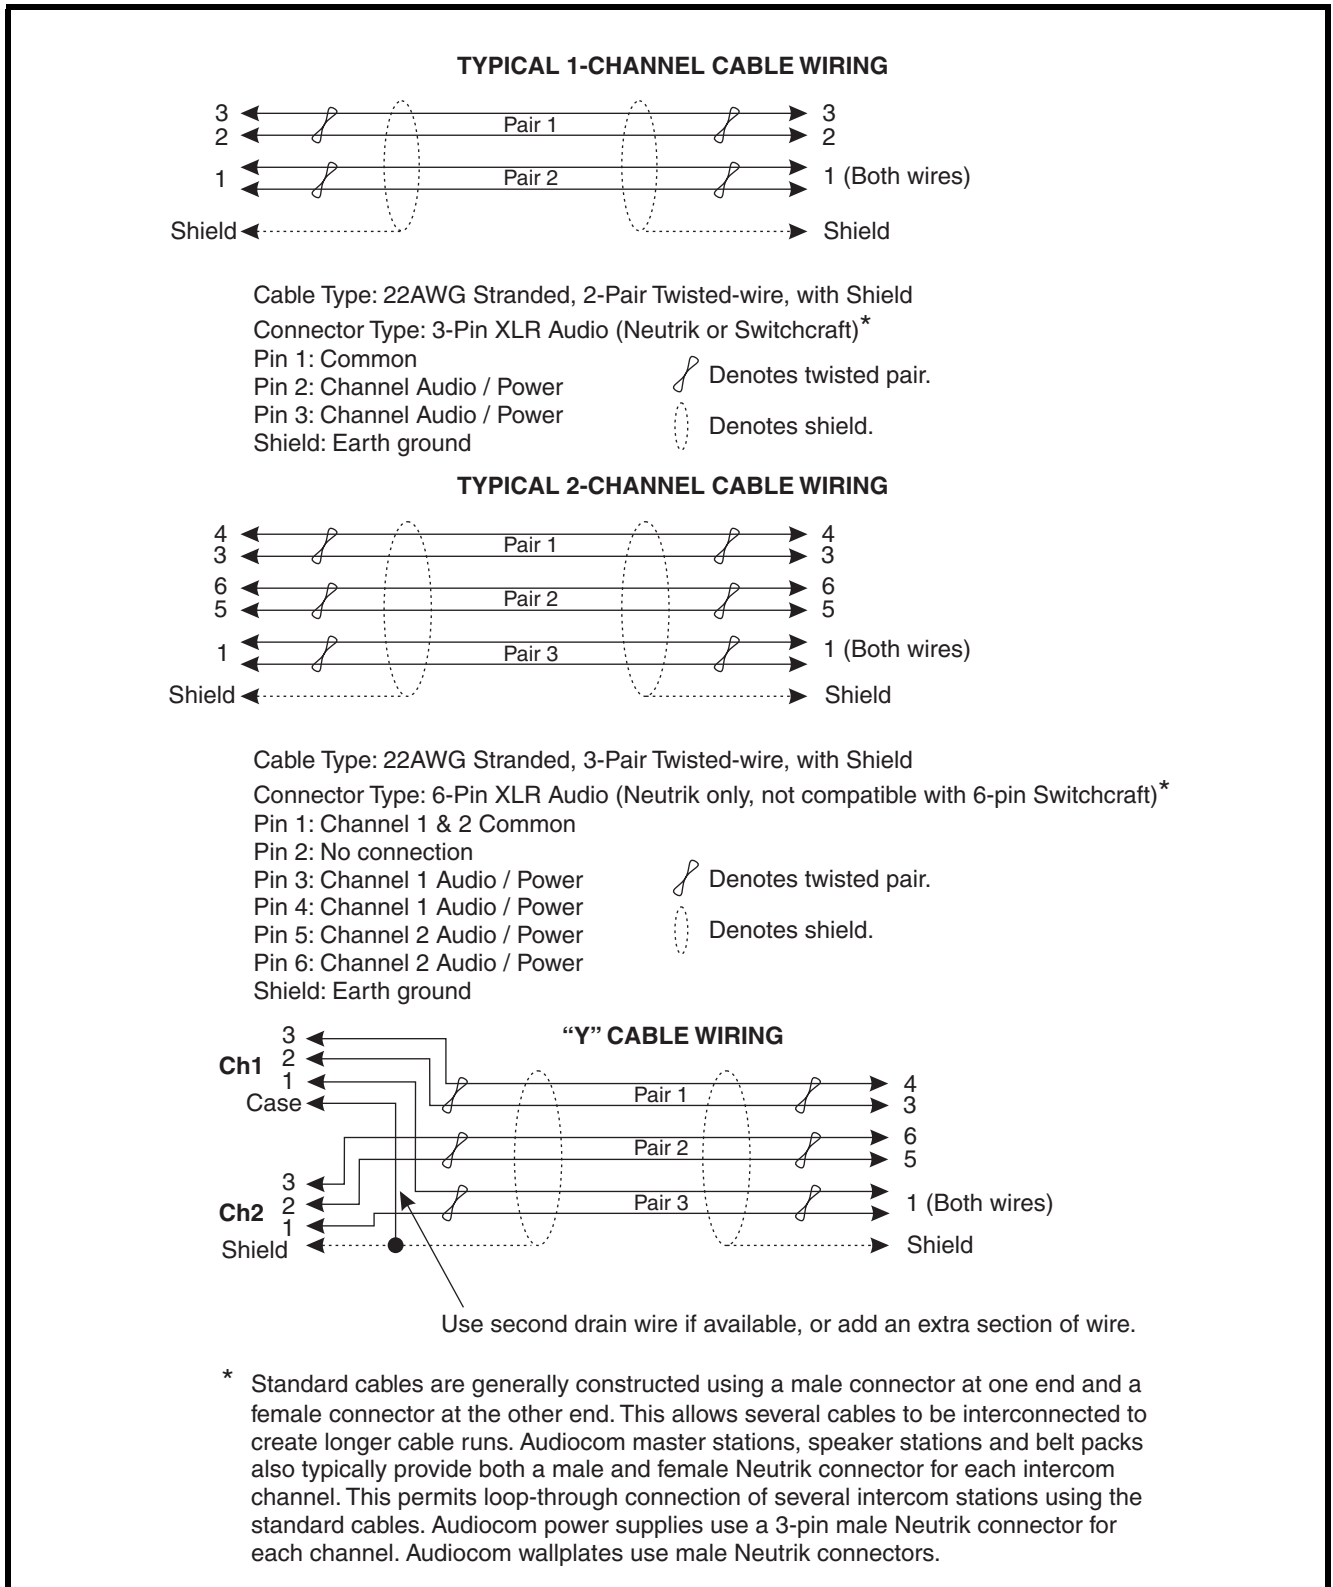 TYPICAL 1-CHANNEL CABLE WIRING
3 Pair 1 3
2 2
1 Pair 2 1 (Both wires)
Shield Shield
Cable Type: 22AWG Stranded, 2-Pair Twisted-wire, with Shield
Connector Type: 3-Pin XLR Audio (Neutrik or Switchcraft)*
Pin 1: Common
Pin 2: Channel Audio / Power
Pin 3: Channel Audio / Power
Shield: Earth ground
Denotes twisted pair.
Denotes shield.
TYPICAL 2-CHANNEL CABLE WIRING
4 Pair 1 4
3 3
6 Pair 2 6
5 5
1 Pair 3 1 (Both wires)
Shield Shield
Cable Type: 22AWG Stranded, 3-Pair Twisted-wire, with Shield
Connector Type: 6-Pin XLR Audio (Neutrik only, not compatible with 6-pin Switchcraft)*
Pin 1: Channel 1 & 2 Common
Pin 2: No connection
Pin 3: Channel 1 Audio / Power
Pin 4: Channel 1 Audio / Power
Pin 5: Channel 2 Audio / Power
Pin 6: Channel 2 Audio / Power
Shield: Earth ground
Denotes twisted pair.
Denotes shield.
“Y” CABLE WIRING
Ch1
3
2
1
Case
Ch2
3
2
1
Shield
Pair 1
Pair 2
Pair 3
4
3
6
5
1 (Both wires)
Shield
Use second drain wire if available, or add an extra section of wire.
* Standard cables are generally constructed using a male connector at one end and a
female connector at the other end. This allows several cables to be interconnected to
create longer cable runs. Audiocom master stations, speaker stations and belt packs
also typically provide both a male and female Neutrik connector for each intercom
channel. This permits loop-through connection of several intercom stations using the
standard cables. Audiocom power supplies use a 3-pin male Neutrik connector for
each channel. Audiocom wallplates use male Neutrik connectors.